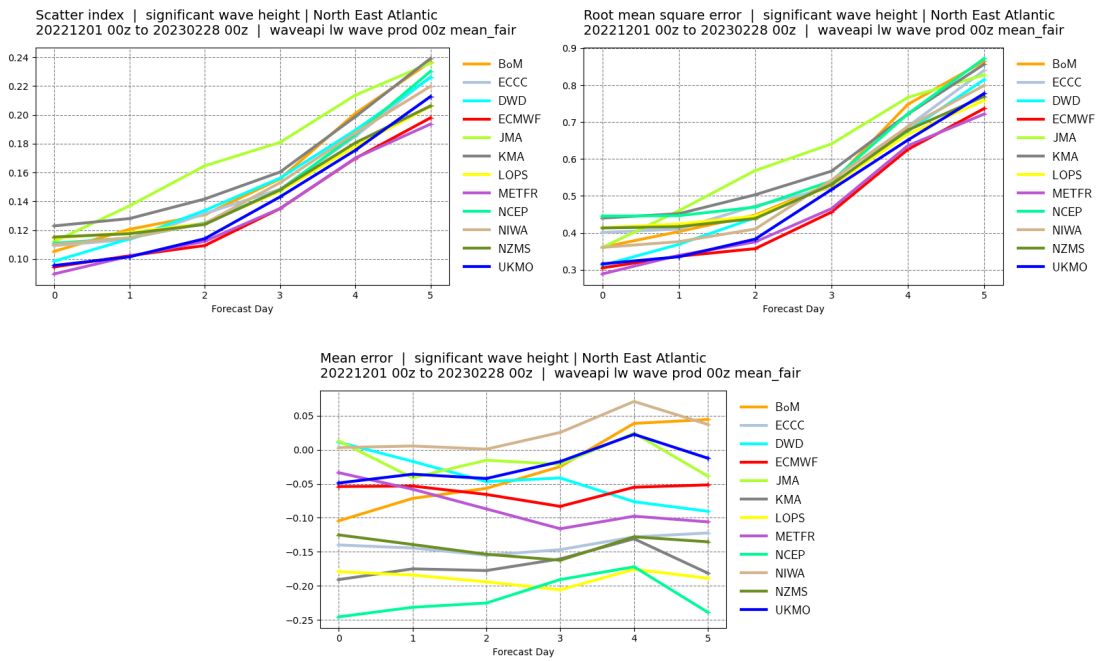 Scatter index | significant wave height | North East Atlantic
20221201 00z to 20230228 00z | waveapi lw wave prod 00z mean_fair
0.24
0.22
0.20
0.18
0.16
0.14
0.12
0.10
0 1 2 3 4 5
Forecast Day
BoM
ECCC
DWD
ECMWF
JMA
KMA
LOPS
METFR
NCEP
NIWA
NZMS
UKMO
Root mean square error | significant wave height | North East Atlantic
20221201 00z to 20230228 00z | waveapi lw wave prod 00z mean_fair
0.9
0.8
0.7
0.6
0.5
0.4
0.3
0 1 2 3 4 5
Forecast Day
BoM
ECCC
DWD
ECMWF
JMA
KMA
LOPS
METFR
NCEP
NIWA
NZMS
UKMO
Mean error | significant wave height | North East Atlantic
20221201 00z to 20230228 00z | waveapi lw wave prod 00z mean_fair
0.05
0.00
−0.05
−0.10
−0.15
−0.20
−0.25
0 1 2 3 4 5
Forecast Day
BoM
ECCC
DWD
ECMWF
JMA
KMA
LOPS
METFR
NCEP
NIWA
NZMS
UKMO